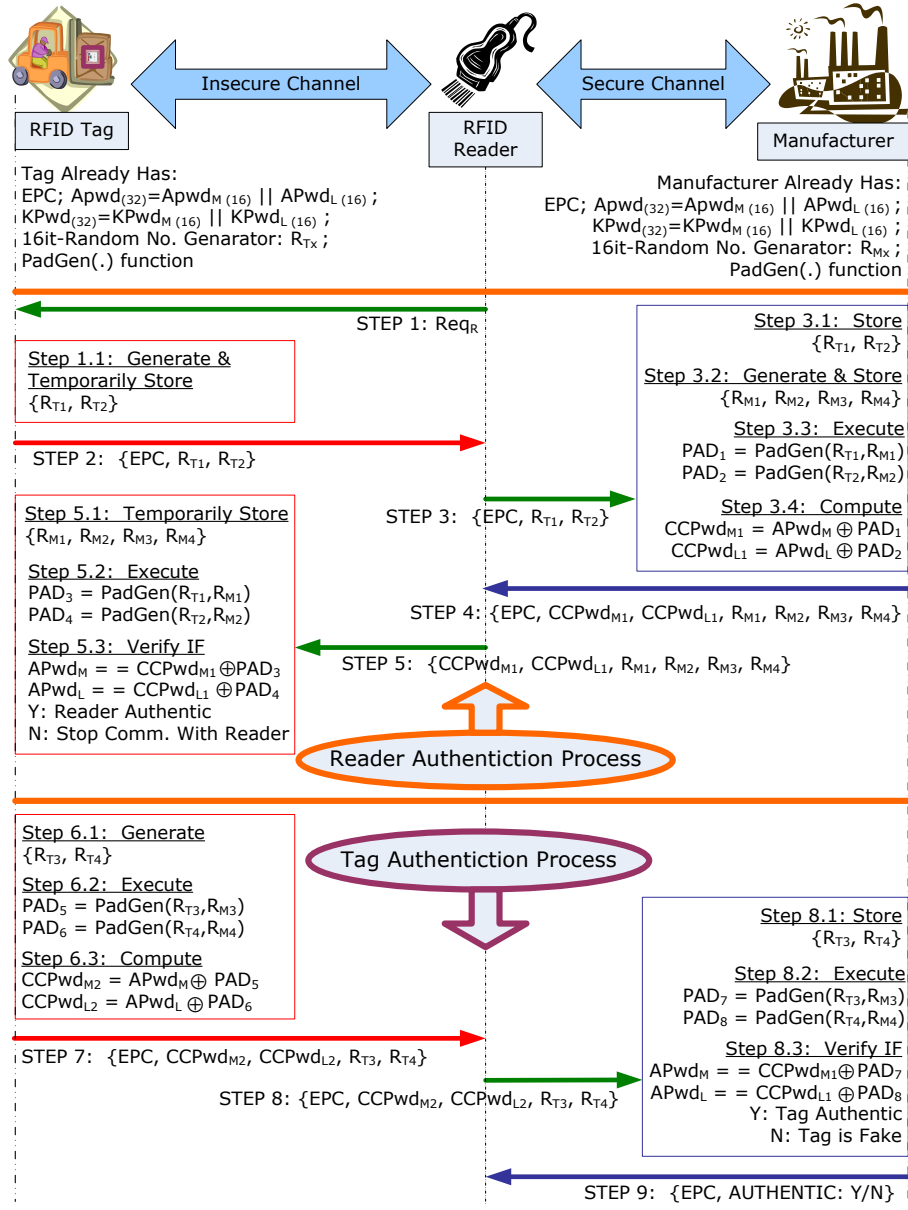 Insecure Channel
Secure Channel
RFID Tag
RFID
Reader
Manufacturer
Tag Already Has:
EPC; Apwd(32)=Apwd_M (16) || APwd_L (16) ;
KPwd(32)=KPwd_M (16) || KPwd_L (16) ;
16it-Random No. Genarator: R_Tx ;
PadGen(.) function
Manufacturer Already Has:
EPC; Apwd(32)=Apwd_M (16) || APwd_L (16) ;
KPwd(32)=KPwd_M (16) || KPwd_L (16) ;
16it-Random No. Genarator: R_Mx ;
PadGen(.) function
STEP 1: Req_R
Step 1.1: Generate &
Temporarily Store
{R_T1, R_T2}
STEP 2: {EPC, R_T1, R_T2}
Step 3.1: Store
{R_T1, R_T2}
Step 3.2: Generate & Store
{R_M1, R_M2, R_M3, R_M4}
Step 3.3: Execute
PAD_1 = PadGen(R_T1,R_M1)
PAD_2 = PadGen(R_T2,R_M2)
Step 3.4: Compute
CCPwd_M1 = APwd_M ⊕ PAD_1
CCPwd_L1 = APwd_L ⊕ PAD_2
STEP 3: {EPC, R_T1, R_T2}
STEP 4: {EPC, CCPwd_M1, CCPwd_L1, R_M1, R_M2, R_M3, R_M4}
STEP 5: {CCPwd_M1, CCPwd_L1, R_M1, R_M2, R_M3, R_M4}
Step 5.1: Temporarily Store
{R_M1, R_M2, R_M3, R_M4}
Step 5.2: Execute
PAD_3 = PadGen(R_T1,R_M1)
PAD_4 = PadGen(R_T2,R_M2)
Step 5.3: Verify IF
APwd_M = = CCPwd_M1⊕PAD_3
APwd_L = = CCPwd_L1 ⊕PAD_4
Y: Reader Authentic
N: Stop Comm. With Reader
Reader Authentiction Process
Tag Authentiction Process
Step 6.1: Generate
{R_T3, R_T4}
Step 6.2: Execute
PAD_5 = PadGen(R_T3,R_M3)
PAD_6 = PadGen(R_T4,R_M4)
Step 6.3: Compute
CCPwd_M2 = APwd_M ⊕ PAD_5
CCPwd_L2 = APwd_L ⊕ PAD_6
STEP 7: {EPC, CCPwd_M2, CCPwd_L2, R_T3, R_T4}
STEP 8: {EPC, CCPwd_M2, CCPwd_L2, R_T3, R_T4}
Step 8.1: Store
{R_T3, R_T4}
Step 8.2: Execute
PAD_7 = PadGen(R_T3,R_M3)
PAD_8 = PadGen(R_T4,R_M4)
Step 8.3: Verify IF
APwd_M = = CCPwd_M1⊕PAD_7
APwd_L = = CCPwd_L1 ⊕PAD_8
Y: Tag Authentic
N: Tag is Fake
STEP 9: {EPC, AUTHENTIC: Y/N}